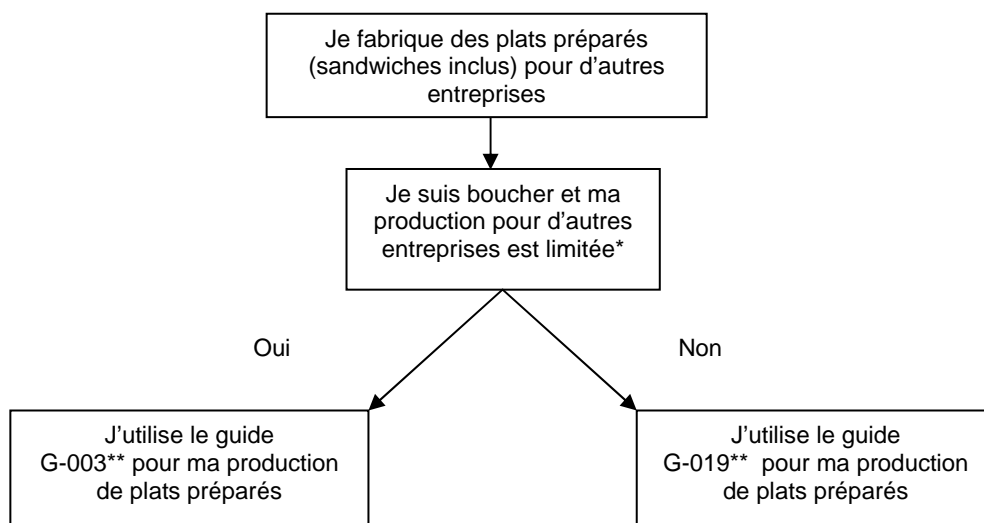 Je fabrique des plats préparés
(sandwiches inclus) pour d'autres
entreprises
Je suis boucher et ma
production pour d'autres
entreprises est limitée*
Oui
Non
J'utilise le guide
G-003** pour ma production
de plats préparés
J'utilise le guide
G-019** pour ma production
de plats préparés